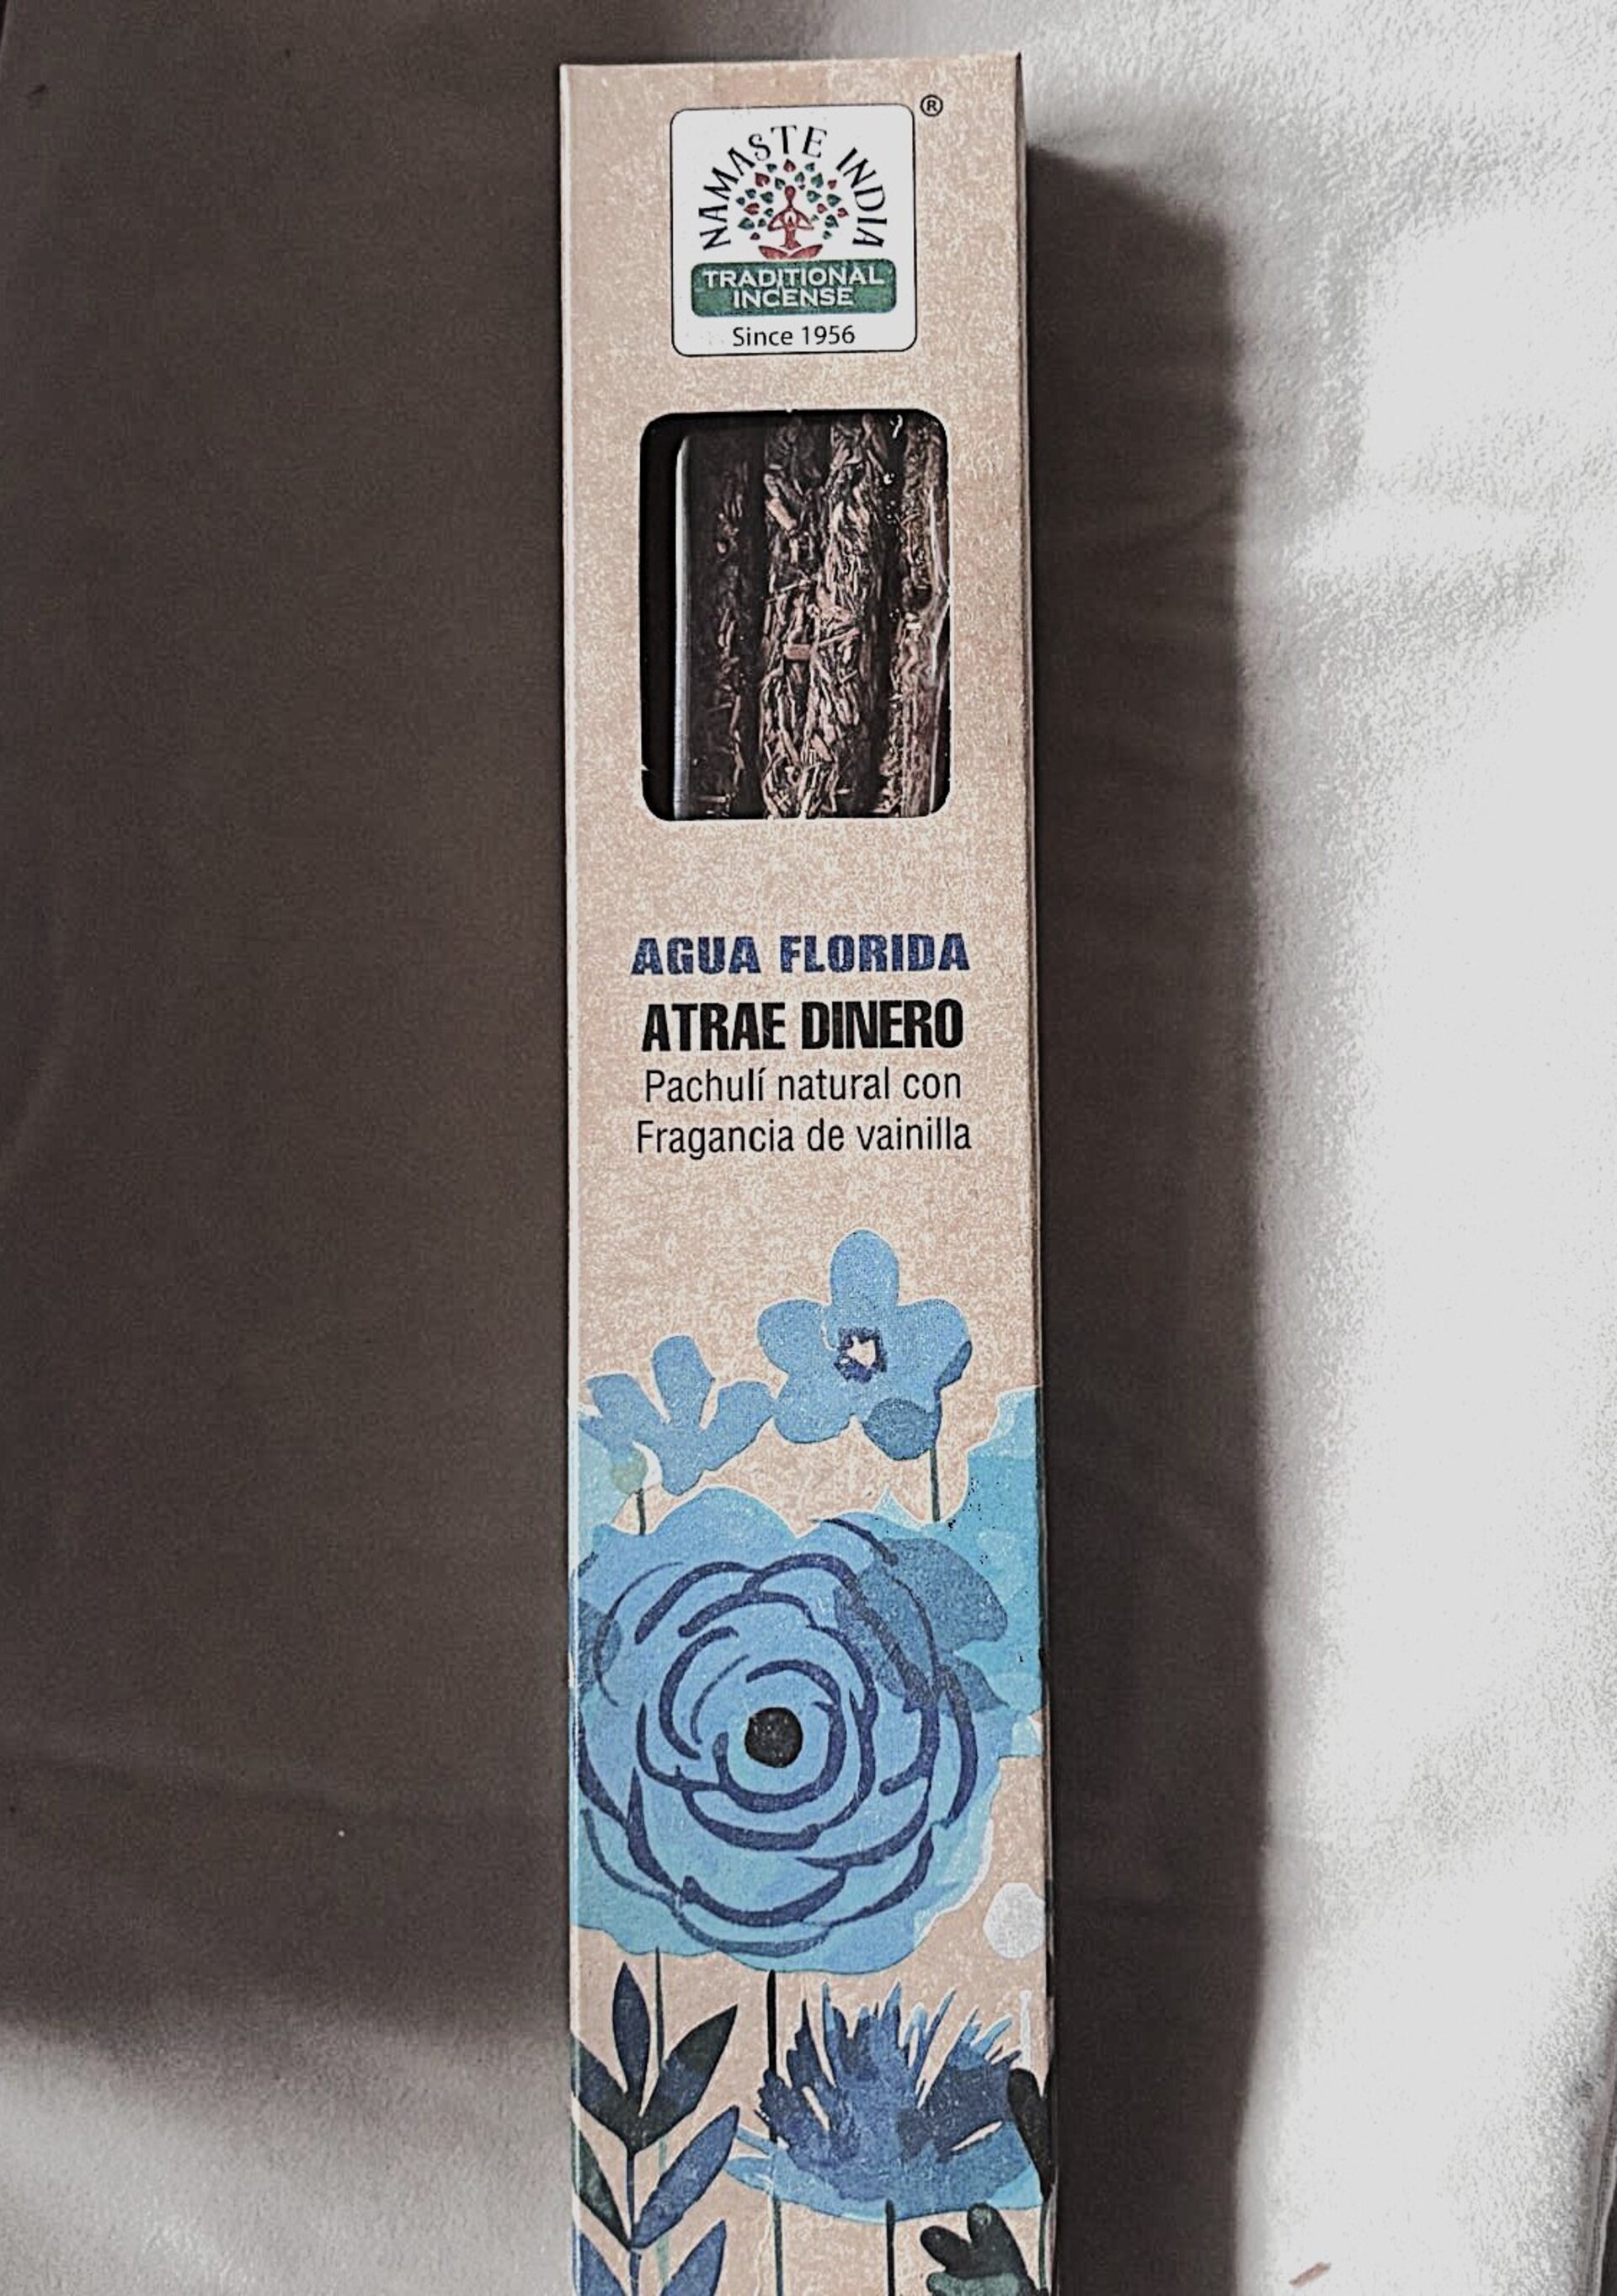 ®
NAMASTE INDIA
TRADITIONAL
INCENSE
Since 1956
AGUA FLORIDA
ATRAE DINERO
Pachulí natural con
Fragancia de vainilla